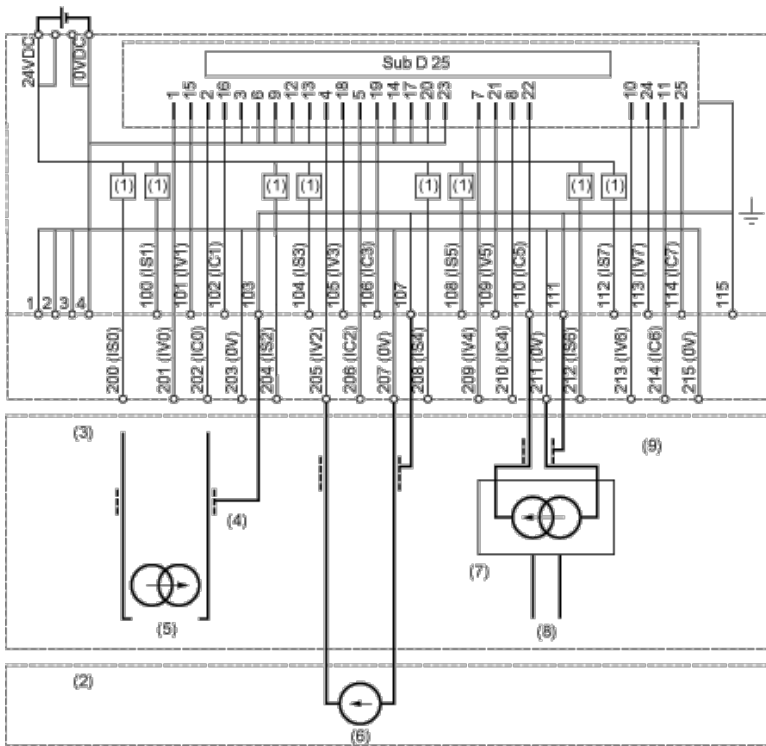 24VDC
0VDC
Sub D 25
1
15
2
16
3
6
9
12
13
4
18
5
19
14
17
20
23
7
21
8
22
10
24
11
25
(1)
(1)
(1)
(1)
(1)
(1)
(1)
(1)
1
2
3
4
100 (IS1)
101 (IV1)
102 (IC1)
103
104 (IS3)
105 (IV3)
106 (IC3)
107
108 (IS5)
109 (IV5)
110 (IC5)
111
112 (IS7)
113 (IV7)
114 (IC7)
115
200 (IS0)
201 (IV0)
202 (IC0)
203 (0V)
204 (IS2)
205 (IV2)
206 (IC2)
207 (0V)
208 (IS4)
209 (IV4)
210 (IC4)
211 (0V)
212 (IS6)
213 (IV6)
214 (IC6)
215 (0V)
(3)
(9)
(4)
(7)
(5)
(8)
(2)
(6)